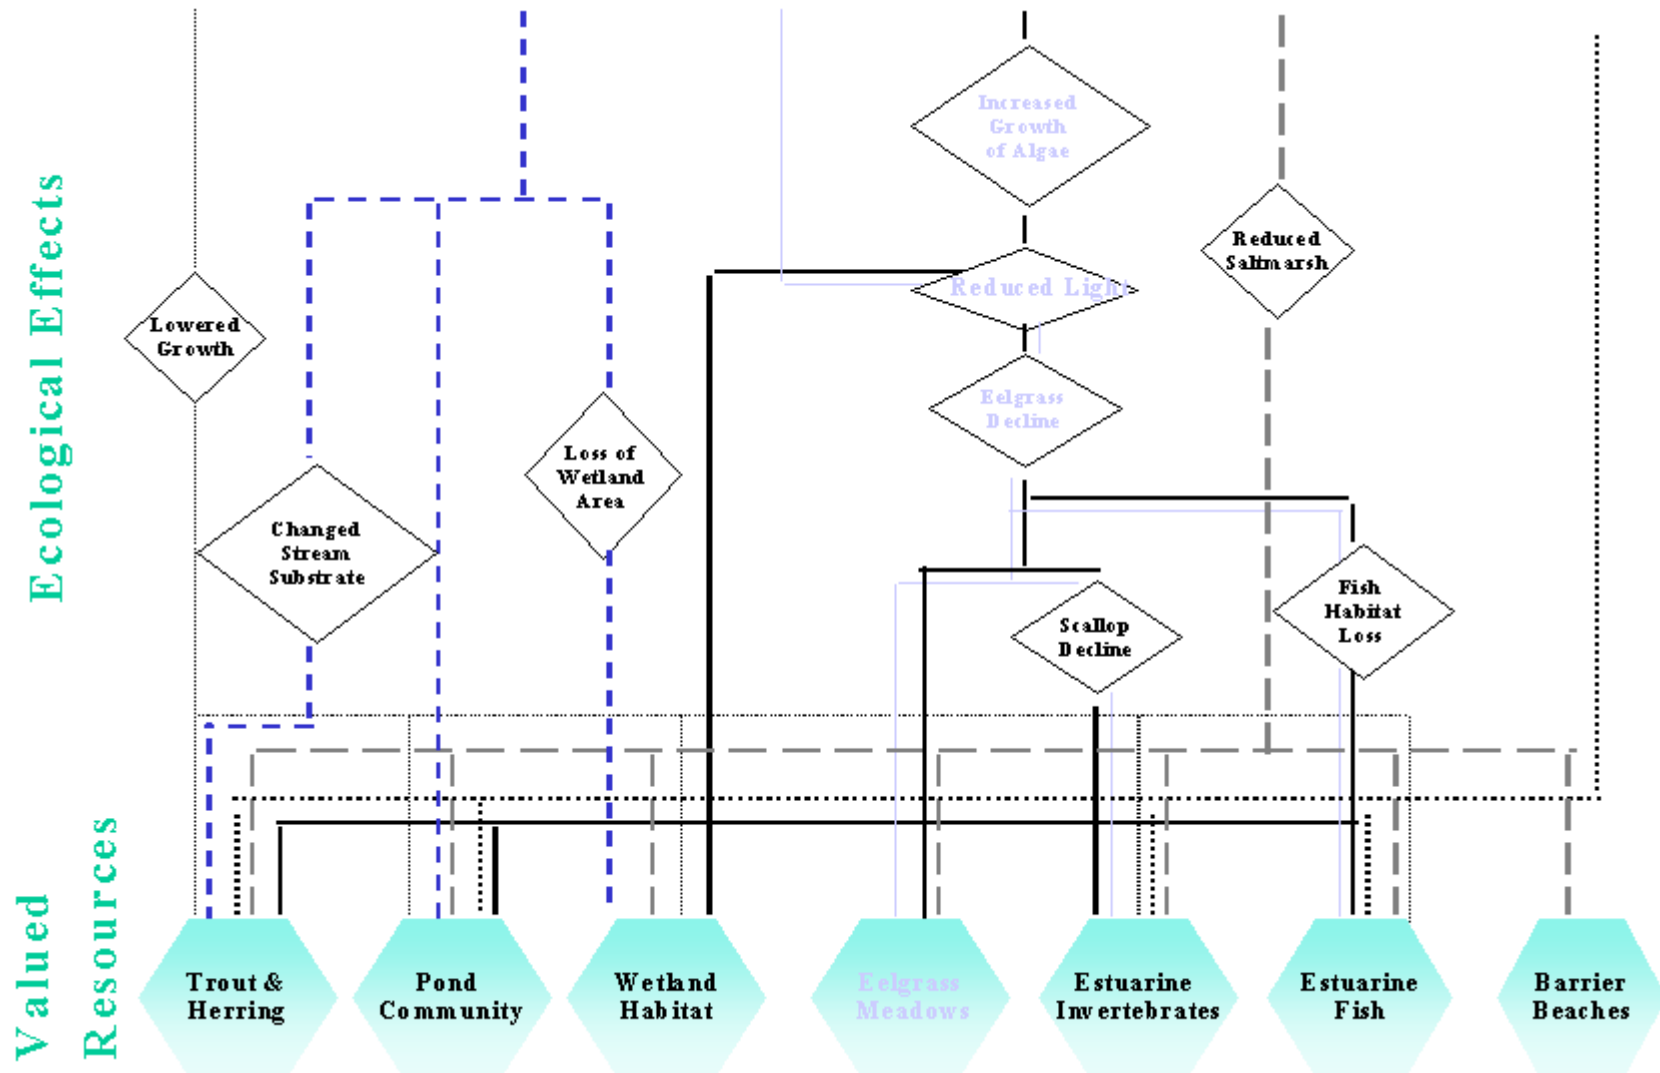 Ecological Effects
Increased
Growth
of Algae
Reduced
Saltmarsh
Reduced Light
Lowered
Growth
Eelgrass
Decline
Loss of
Wetland
Area
Changed
Stream
Substrate
Fish
Habitat
Loss
Scallop
Decline
Valued
Resources
Trout &
Herring
Pond
Community
Wetland
Habitat
Eelgrass
Meadows
Estuarine
Invertebrates
Estuarine
Fish
Barrier
Beaches